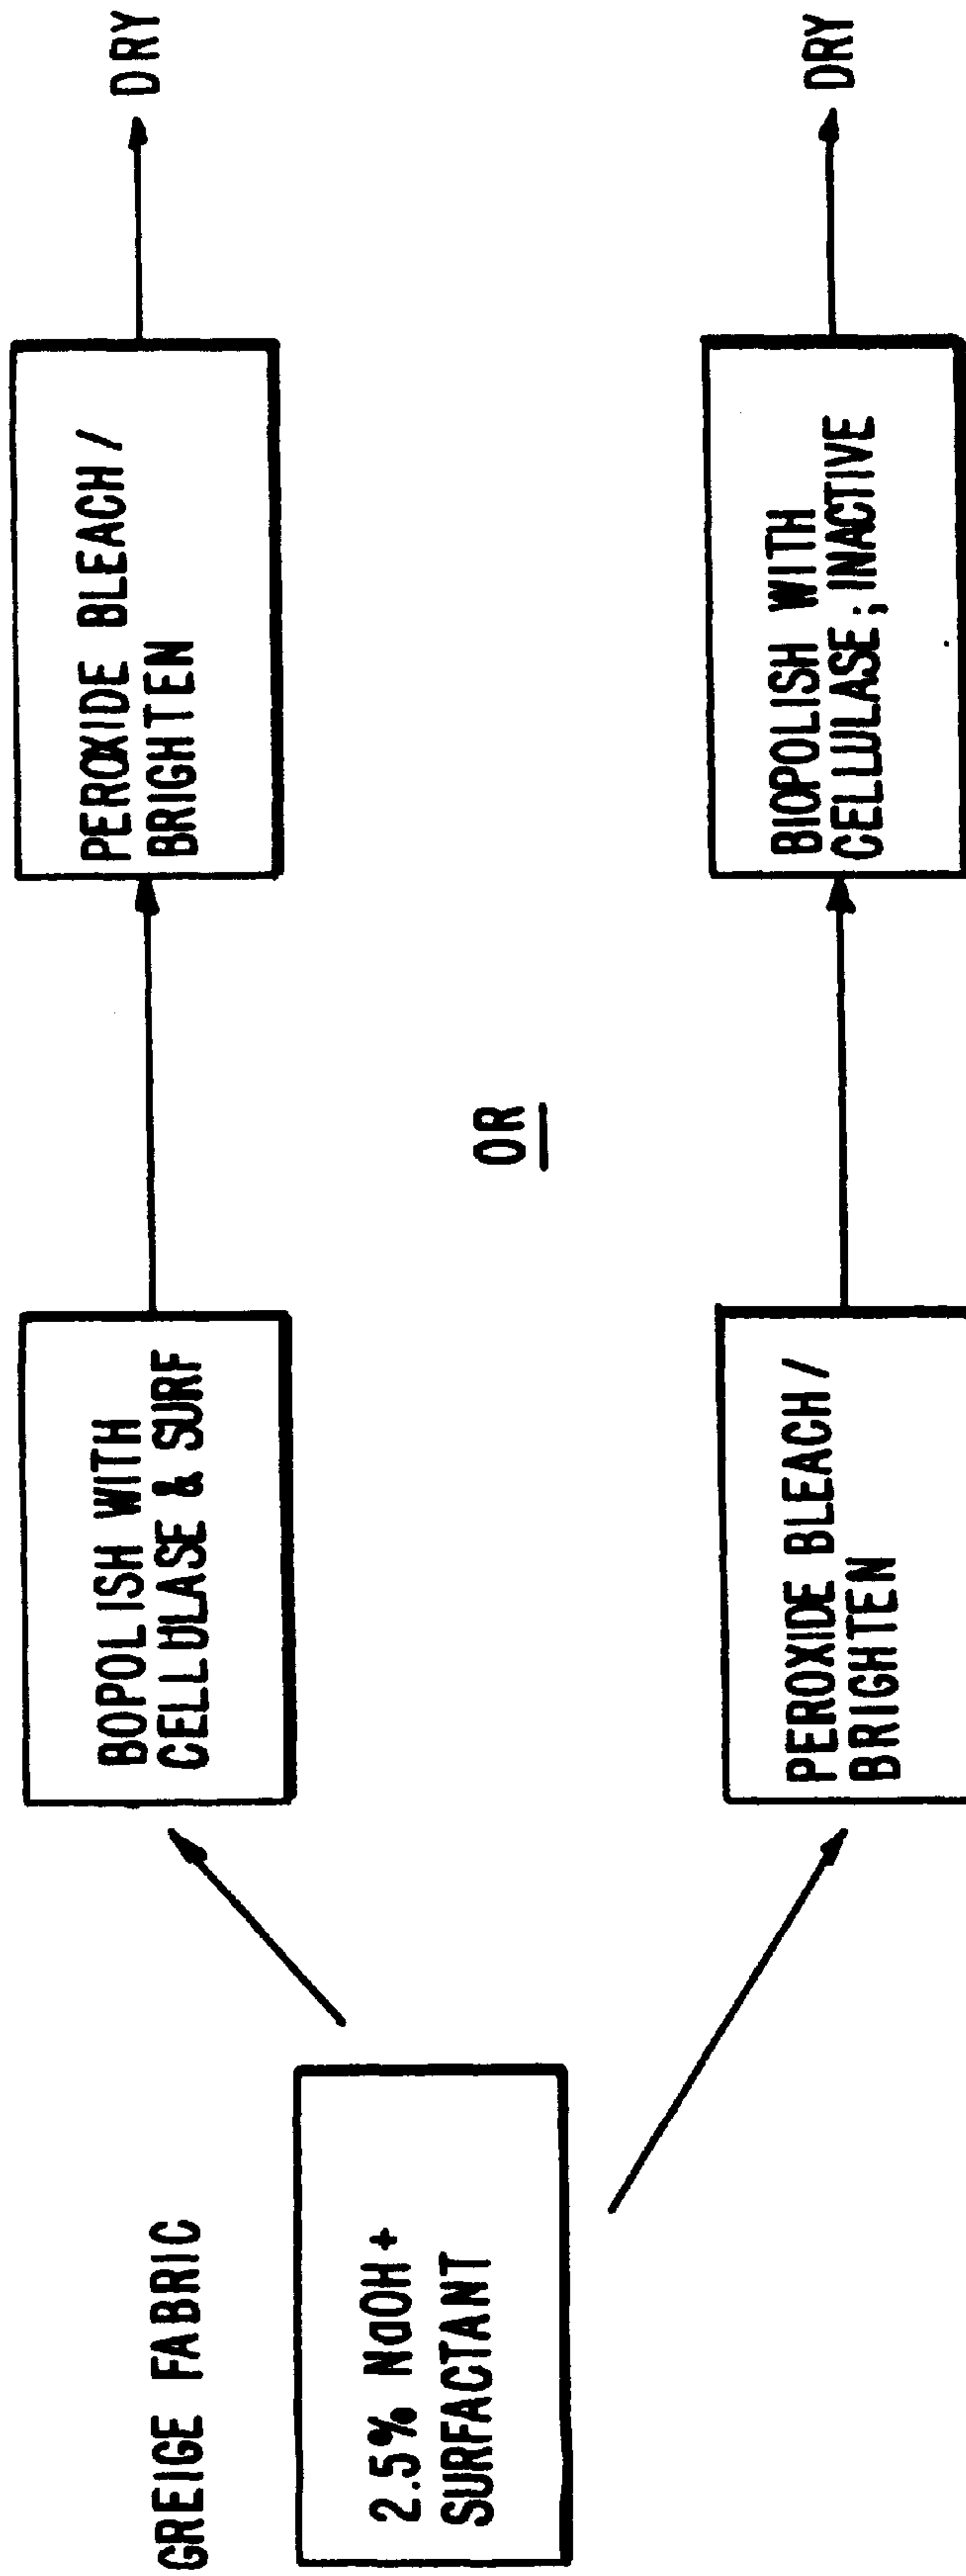 GREIGE FABRIC
2.5% NaOH +
SURFACTANT
BOPOLISH WITH
CELLULASE & SURF
PEROXIDE BLEACH /
BRIGHTEN
DRY
OR
PEROXIDE BLEACH /
BRIGHTEN
BIOPOLISH WITH
CELLULASE; INACTIVE
DRY